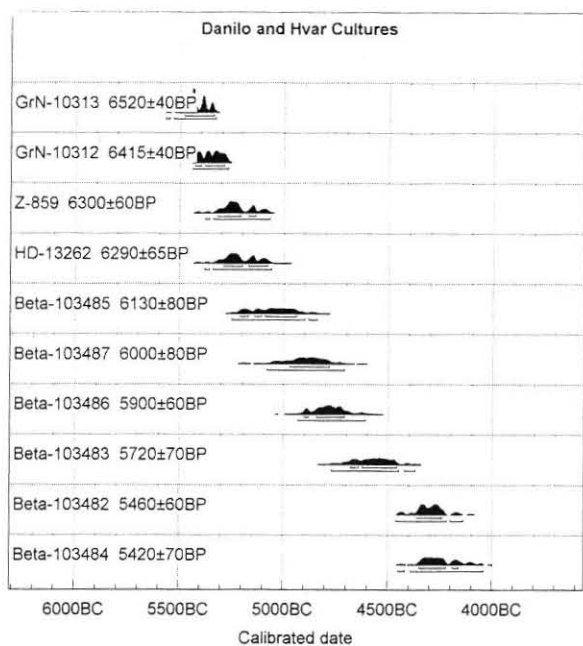 Danilo and Hvar Cultures
GrN-10313 6520±40BP
GrN-10312 6415±40BP
Z-859 6300±60BP
HD-13262 6290±65BP
Beta-103485 6130±80BP
Beta-103487 6000±80BP
Beta-103486 5900±60BP
Beta-103483 5720±70BP
Beta-103482 5460±60BP
Beta-103484 5420±70BP
6000BC 5500BC 5000BC 4500BC 4000BC
Calibrated date